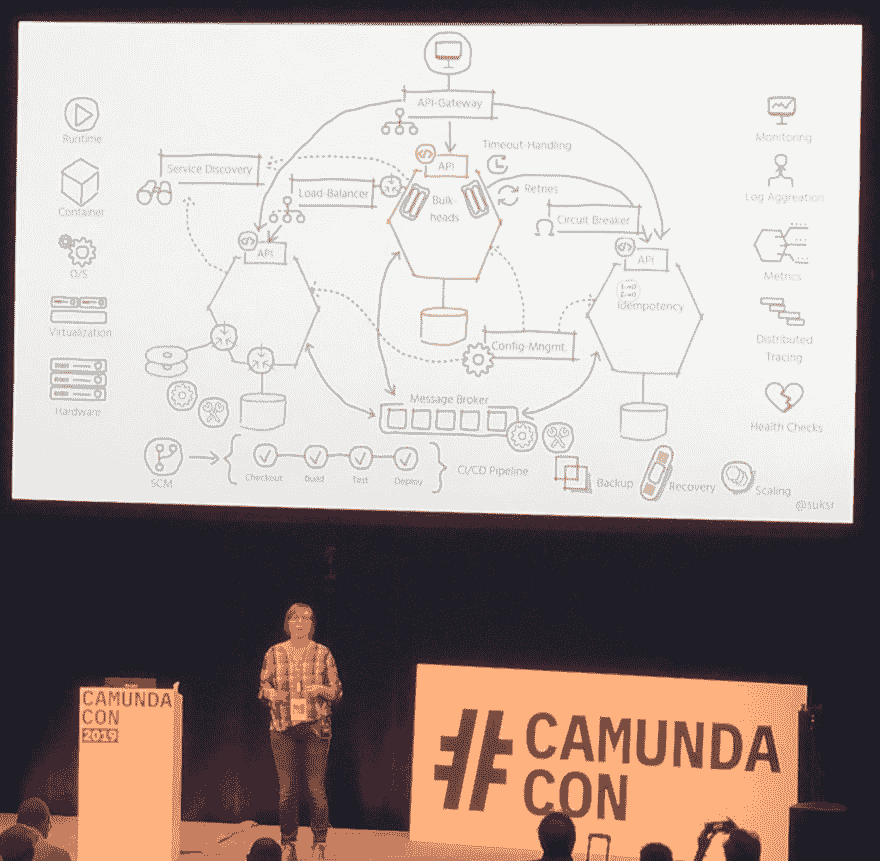 API-Gateway
Timeout-Handling
Runtime
Monitoring
Service Discovery
API
Load-Balancer
Bulk-
heads
Retries
Log Aggreation
Container
Circuit Breaker
API
API
O/S
Metrics
Idempotency
Virtualization
Config-Mngmt.
Distributed
Tracing
Hardware
Message Broker
Health Checks
SCM
Checkout
Build
Test
Deploy
CI/CD Pipeline
Backup
Recovery
Scaling
@suksr
CAMUNDA
CON
2019
#CAMUNDA
CON